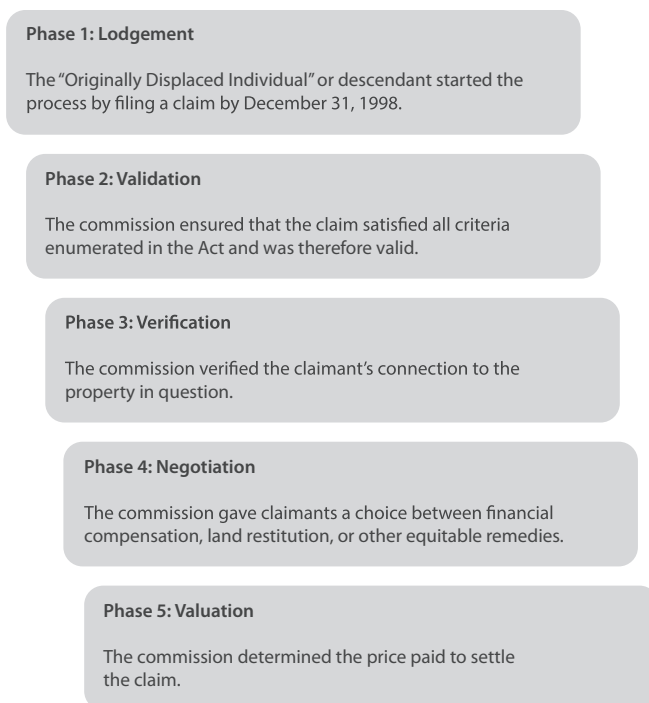 Phase 1: Lodgement
The “Originally Displaced Individual” or descendant started the
process by filing a claim by December 31, 1998.
Phase 2: Validation
The commission ensured that the claim satisfied all criteria
enumerated in the Act and was therefore valid.
Phase 3: Verification
The commission verified the claimant’s connection to the
property in question.
Phase 4: Negotiation
The commission gave claimants a choice between financial
compensation, land restitution, or other equitable remedies.
Phase 5: Valuation
The commission determined the price paid to settle
the claim.